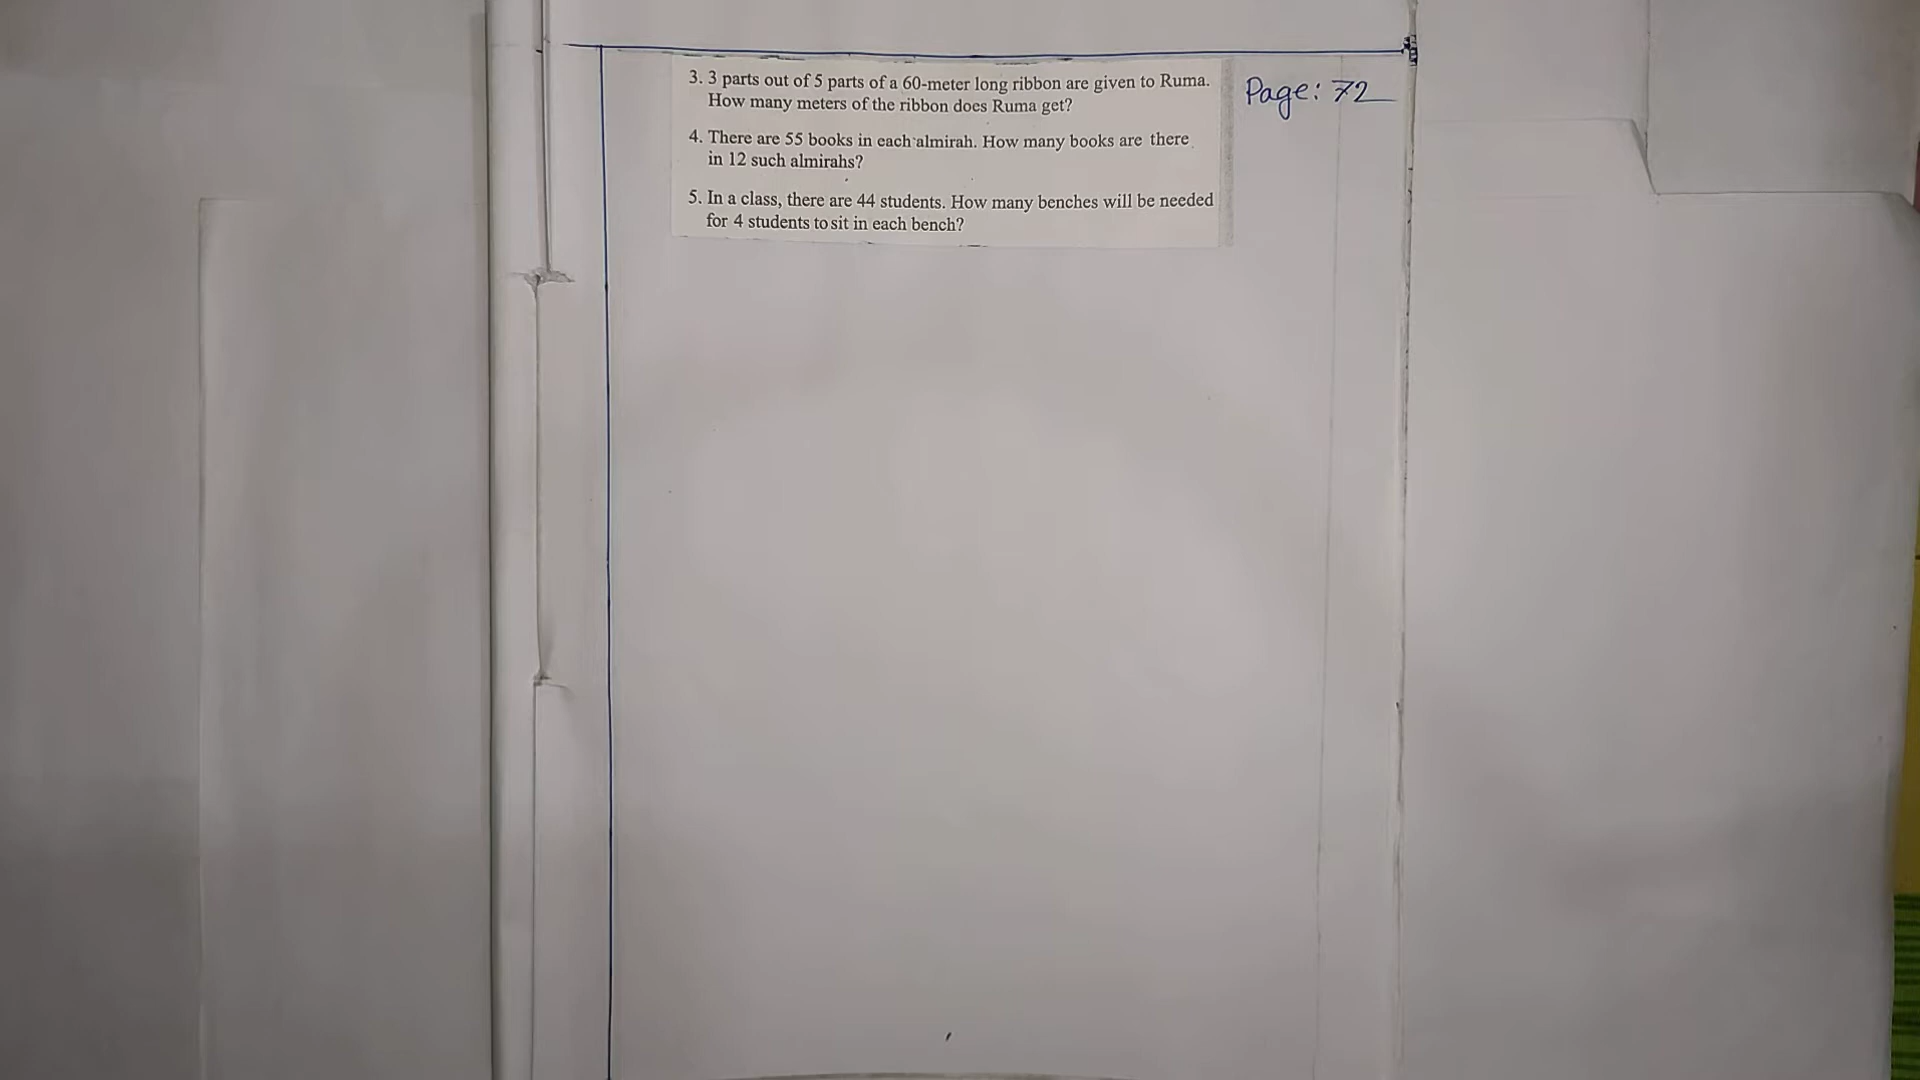 3. 3 parts out of 5 parts of a 60-meter long ribbon are given to Ruma.
How many meters of the ribbon does Ruma get?
4. There are 55 books in each almirah. How many books are there
in 12 such almirahs?
5. In a class, there are 44 students. How many benches will be needed
for 4 students to sit in each bench?
Page: 72